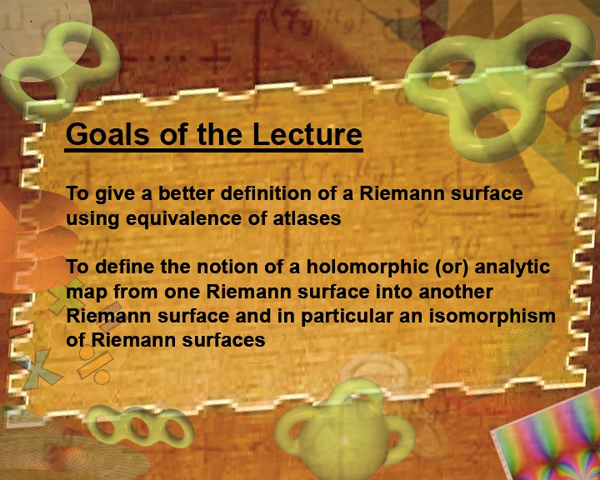 Goals of the Lecture
To give a better definition of a Riemann surface
using equivalence of atlases
To define the notion of a holomorphic (or) analytic
map from one Riemann surface into another
Riemann surface and in particular an isomorphism
of Riemann surfaces